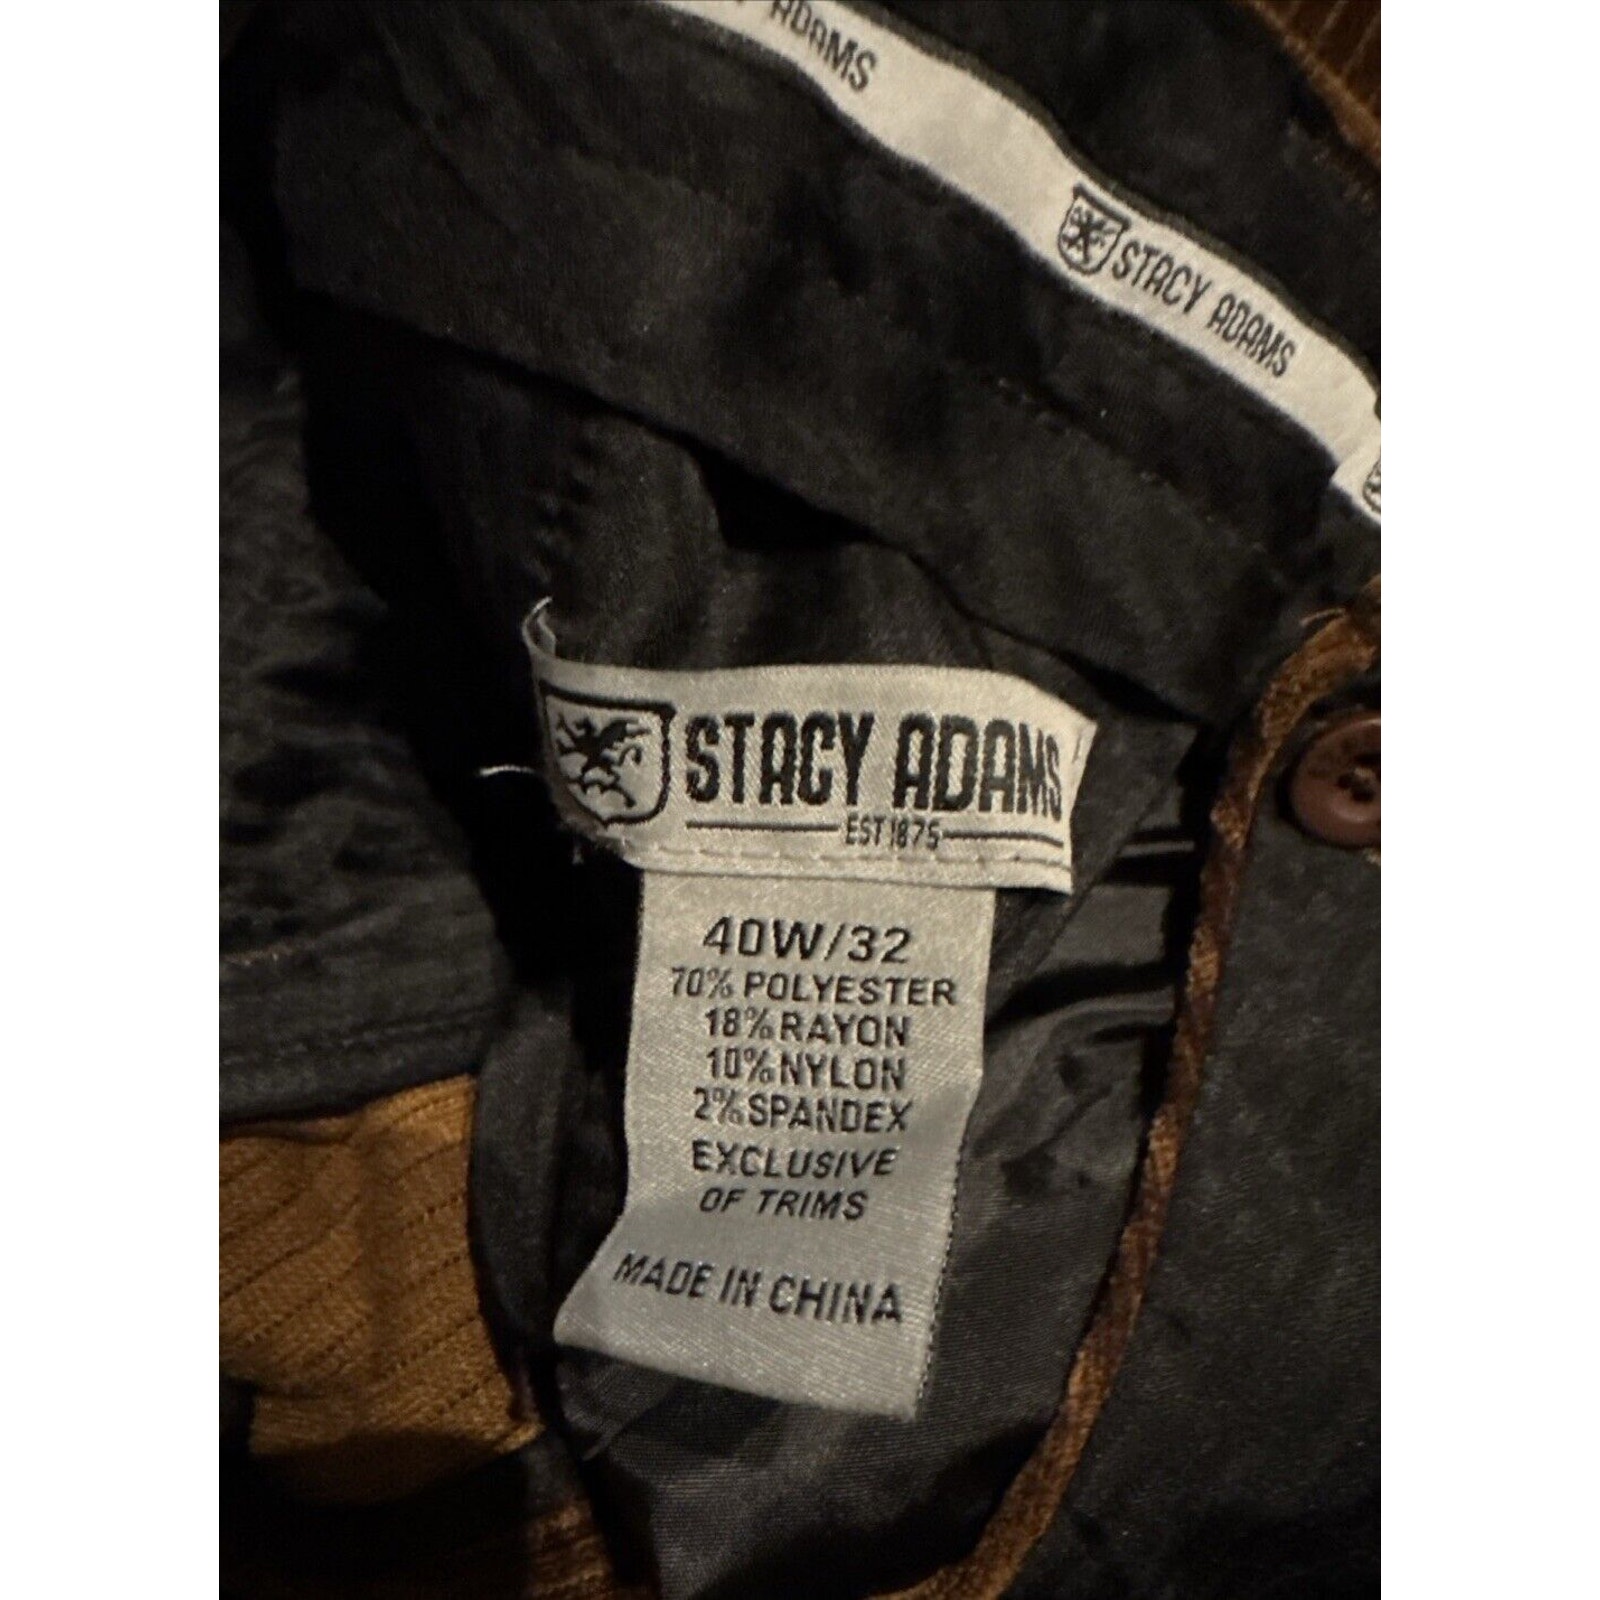 ADAMS
STACY ADAMS
STACY ADAMS
EST 1875
40W/32
70% POLYESTER
18% RAYON
10% NYLON
2% SPANDEX
EXCLUSIVE
OF TRIMS
MADE IN CHINA